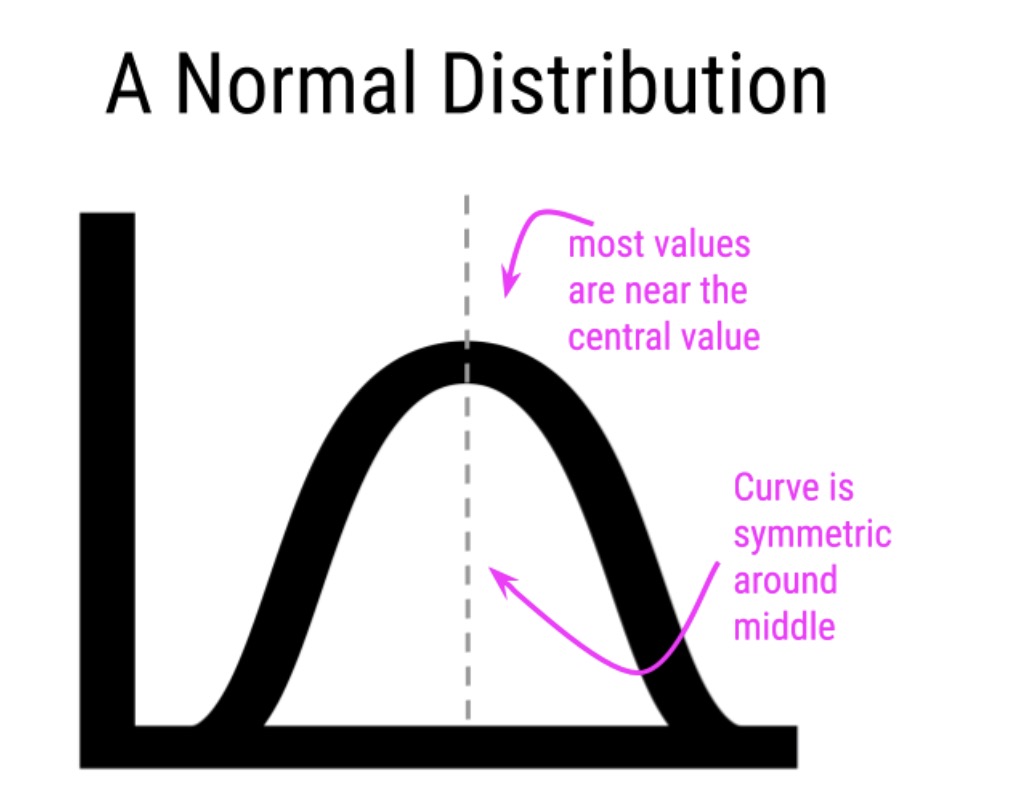 A Normal Distribution
most values
are near the
central value
Curve is
symmetric
around
middle